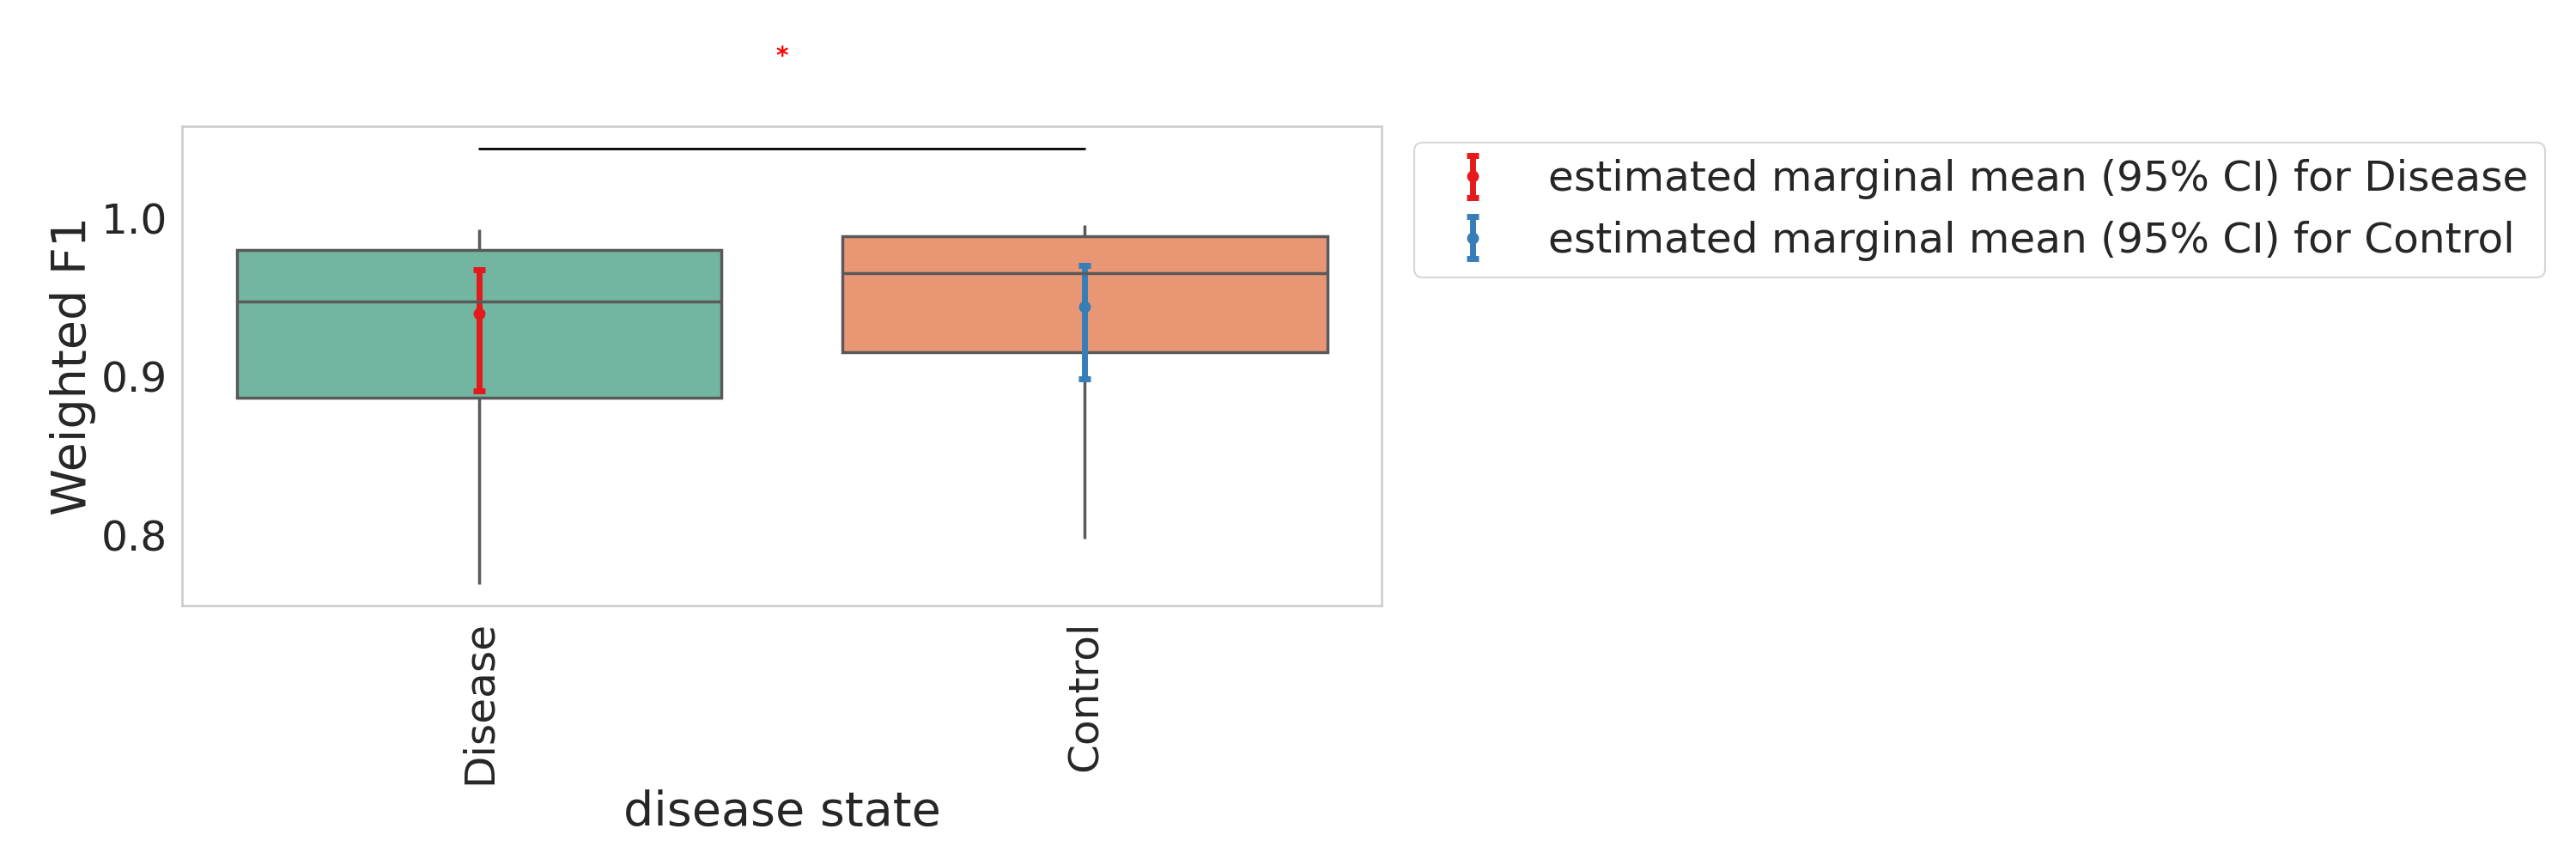 *
estimated marginal mean (95% CI) for Disease
estimated marginal mean (95% CI) for Control
Weighted F1
1.0
0.9
0.8
Disease
Control
disease state